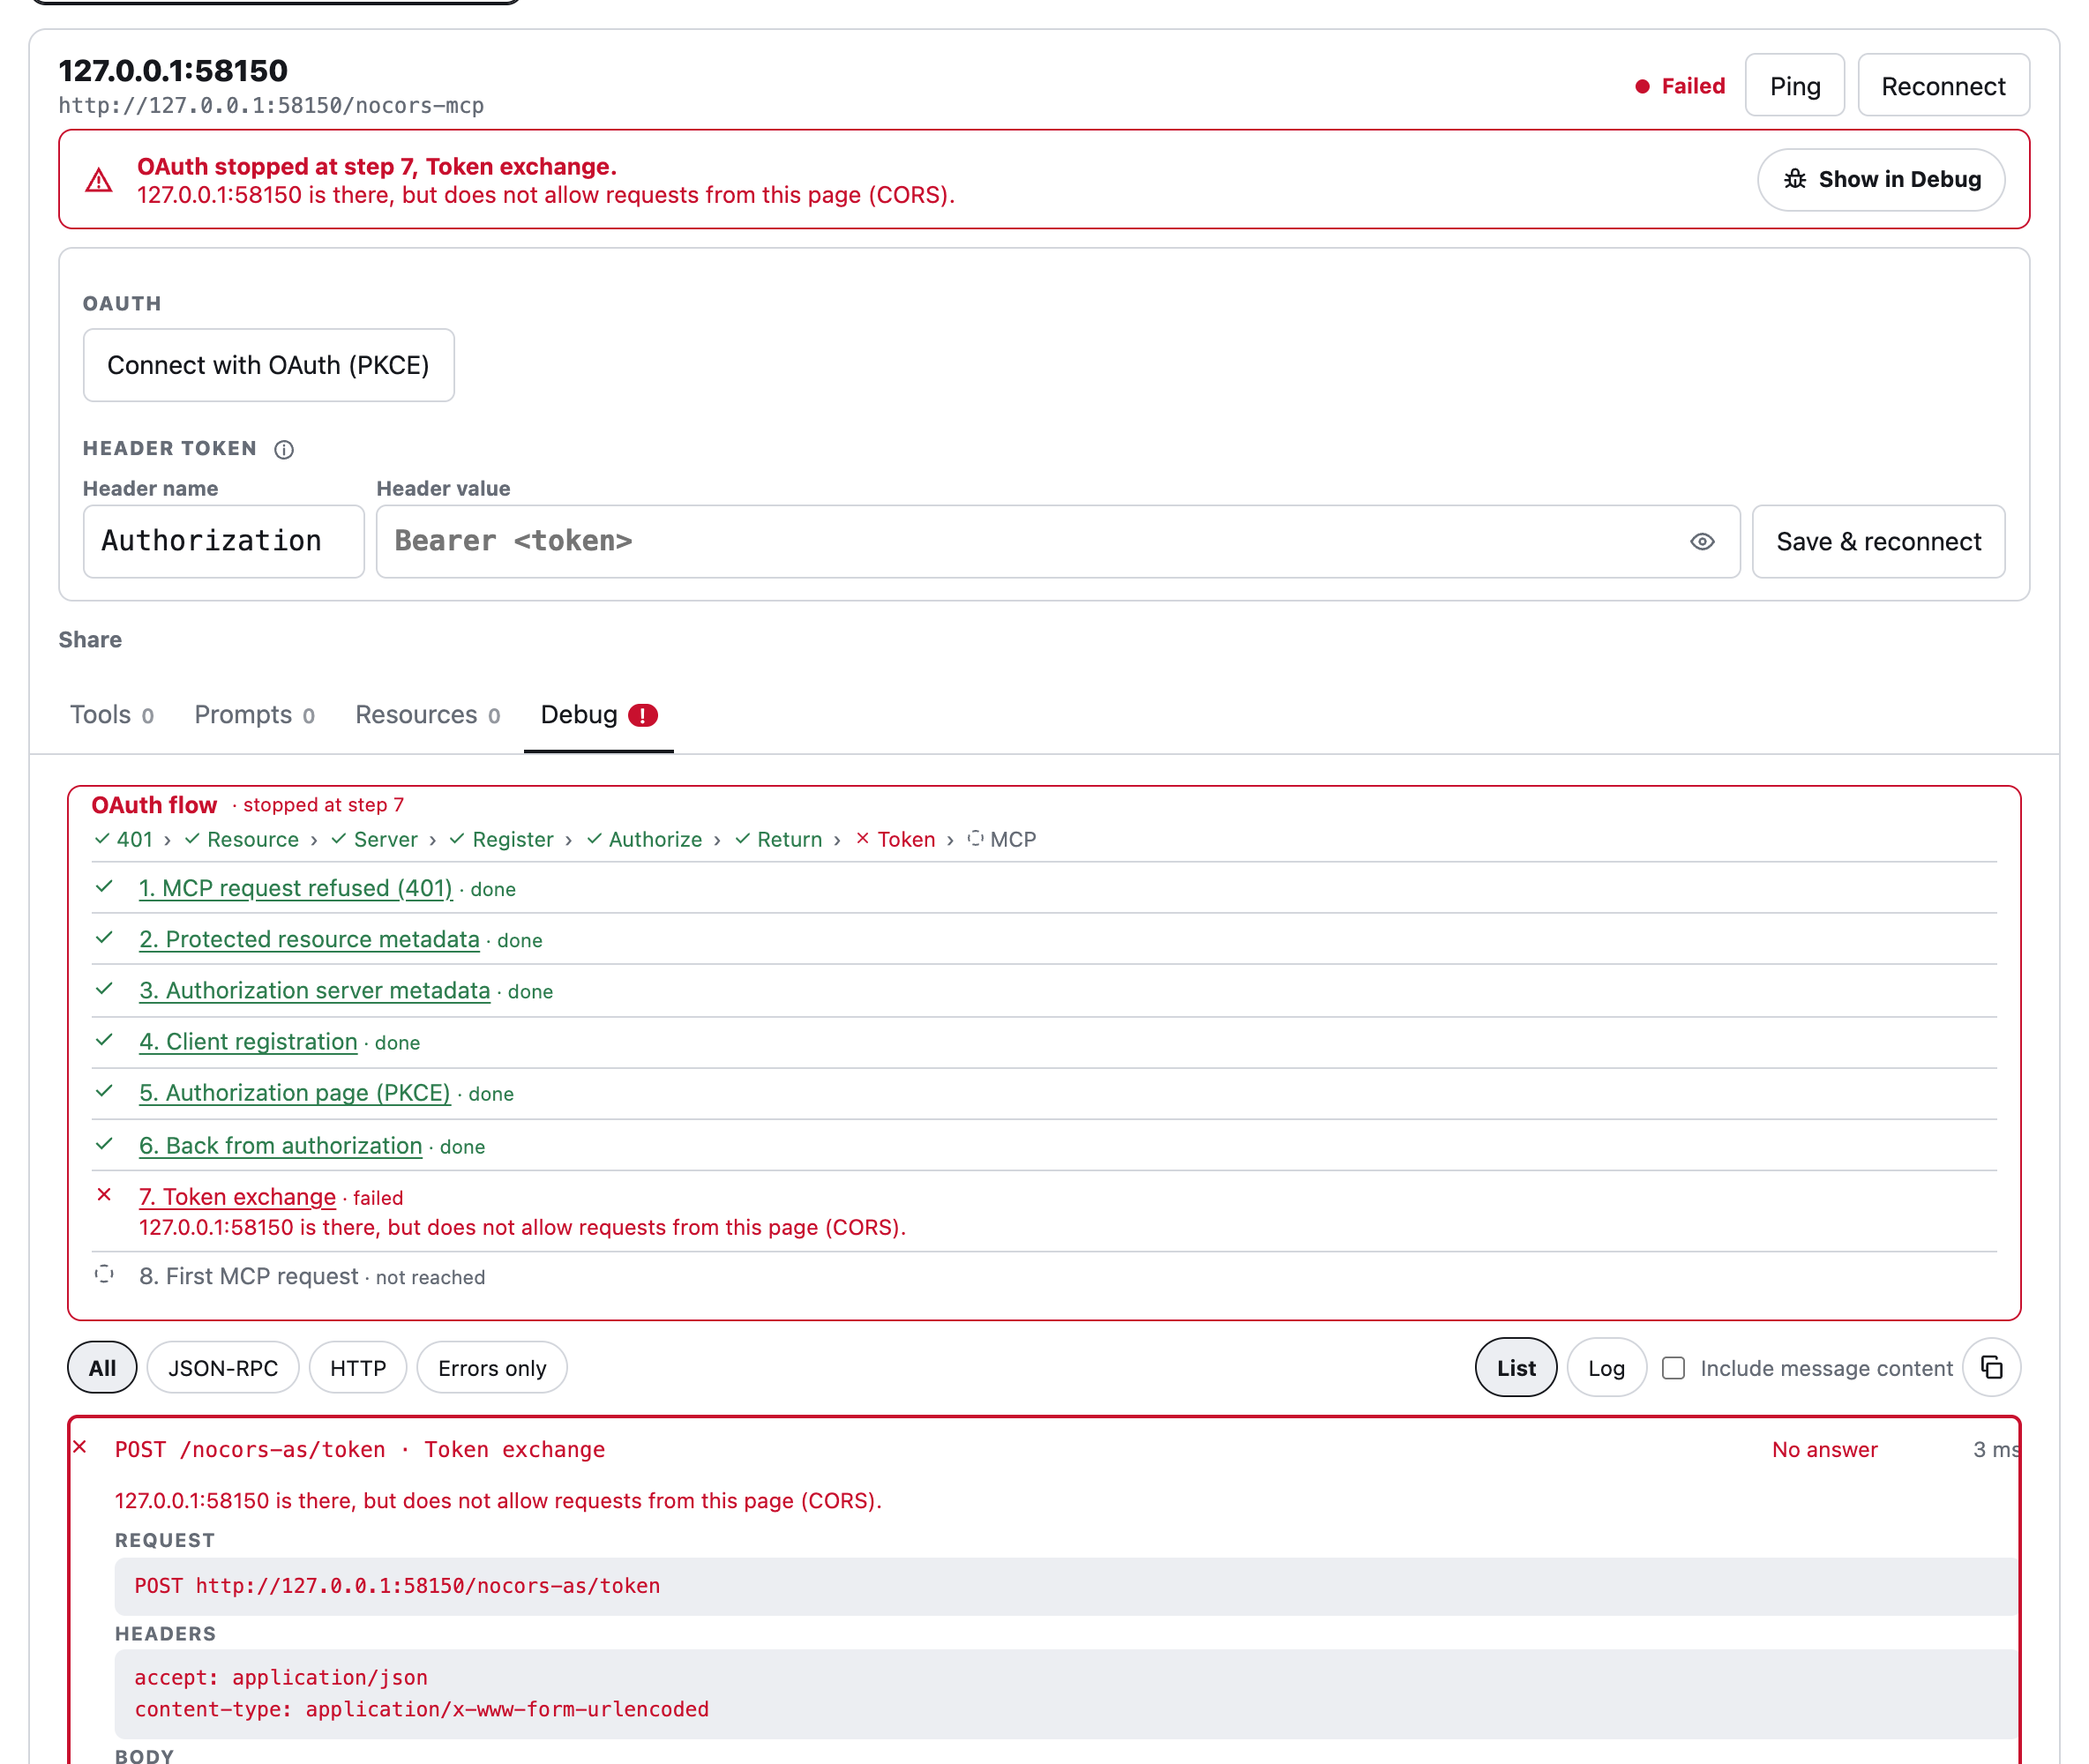 127.0.0.1:58150
http://127.0.0.1:58150/nocors-mcp
Failed
Ping
Reconnect
OAuth stopped at step 7, Token exchange.
127.0.0.1:58150 is there, but does not allow requests from this page (CORS).
Show in Debug
OAUTH
Connect with OAuth (PKCE)
HEADER TOKEN
Header name
Header value
Authorization
Bearer <token>
Save & reconnect
Share
Tools 0
Prompts 0
Resources 0
Debug !
OAuth flow · stopped at step 7
401 › Resource › Server › Register › Authorize › Return › Token › MCP
1. MCP request refused (401) · done
2. Protected resource metadata · done
3. Authorization server metadata · done
4. Client registration · done
5. Authorization page (PKCE) · done
6. Back from authorization · done
7. Token exchange · failed
127.0.0.1:58150 is there, but does not allow requests from this page (CORS).
8. First MCP request · not reached
All
JSON-RPC
HTTP
Errors only
List
Log
Include message content
POST /nocors-as/token · Token exchange
No answer
3 ms
127.0.0.1:58150 is there, but does not allow requests from this page (CORS).
REQUEST
POST http://127.0.0.1:58150/nocors-as/token
HEADERS
accept: application/json
content-type: application/x-www-form-urlencoded
BODY